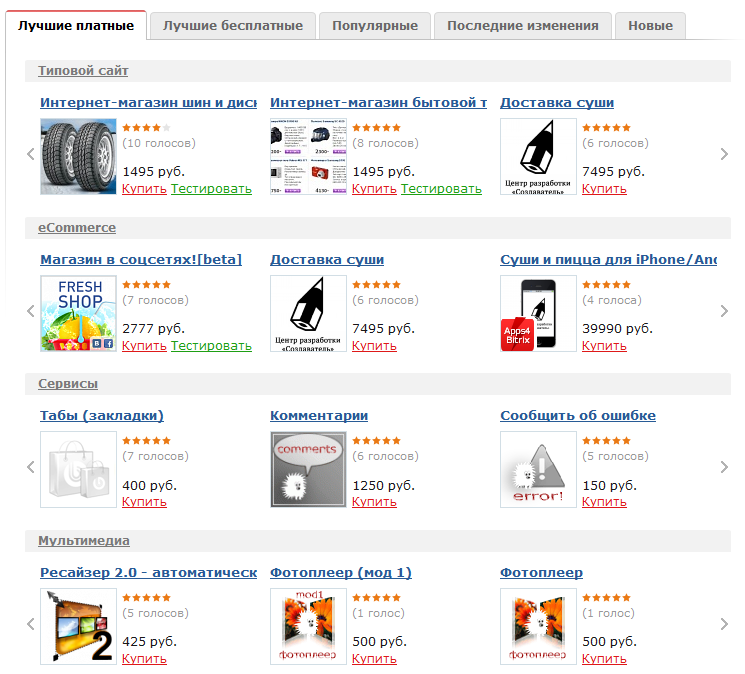 Лучшие платные
Лучшие бесплатные
Популярные
Последние изменения
Новые
Типовой сайт
Интернет-магазин шин и диск
(10 голосов)
1495 руб.
Купить Тестировать
Интернет-магазин бытовой т
(8 голосов)
1495 руб.
Купить Тестировать
Доставка суши
Центр разработки
«Создаватель»
(6 голосов)
7495 руб.
Купить
eCommerce
Магазин в соцсетях![beta]
FRESH
SHOP
(7 голосов)
2777 руб.
Купить Тестировать
Доставка суши
Центр разработки
«Создаватель»
(6 голосов)
7495 руб.
Купить
Суши и пицца для iPhone/And
Apps4
Bitrix
(4 голоса)
39990 руб.
Купить
Сервисы
Табы (закладки)
(7 голосов)
400 руб.
Купить
Комментарии
comments
(6 голосов)
1250 руб.
Купить
Сообщить об ошибке
error!
(5 голосов)
150 руб.
Купить
Мультимедиа
Ресайзер 2.0 - автоматическ
2
(5 голосов)
425 руб.
Купить
Фотоплеер (мод 1)
mod1
фотоплеер
(1 голос)
500 руб.
Купить
Фотоплеер
фотоплеер
(1 голос)
500 руб.
Купить